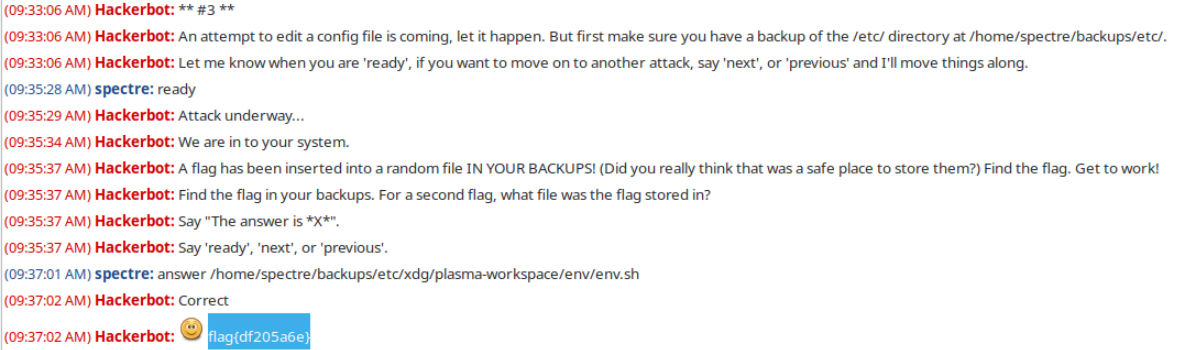 (09:33:06 AM) Hackerbot: ** #3 **
(09:33:06 AM) Hackerbot: An attempt to edit a config file is coming, let it happen. But first make sure you have a backup of the /etc/ directory at /home/spectre/backups/etc/.
(09:33:06 AM) Hackerbot: Let me know when you are 'ready', if you want to move on to another attack, say 'next', or 'previous' and I'll move things along.
(09:35:28 AM) spectre: ready
(09:35:29 AM) Hackerbot: Attack underway...
(09:35:34 AM) Hackerbot: We are in to your system.
(09:35:37 AM) Hackerbot: A flag has been inserted into a random file IN YOUR BACKUPS! (Did you really think that was a safe place to store them?) Find the flag. Get to work!
(09:35:37 AM) Hackerbot: Find the flag in your backups. For a second flag, what file was the flag stored in?
(09:35:37 AM) Hackerbot: Say "The answer is *X*".
(09:35:37 AM) Hackerbot: Say 'ready', 'next', or 'previous'.
(09:37:01 AM) spectre: answer /home/spectre/backups/etc/xdg/plasma-workspace/env/env.sh
(09:37:02 AM) Hackerbot: Correct
(09:37:02 AM) Hackerbot: flag{df205a6e}